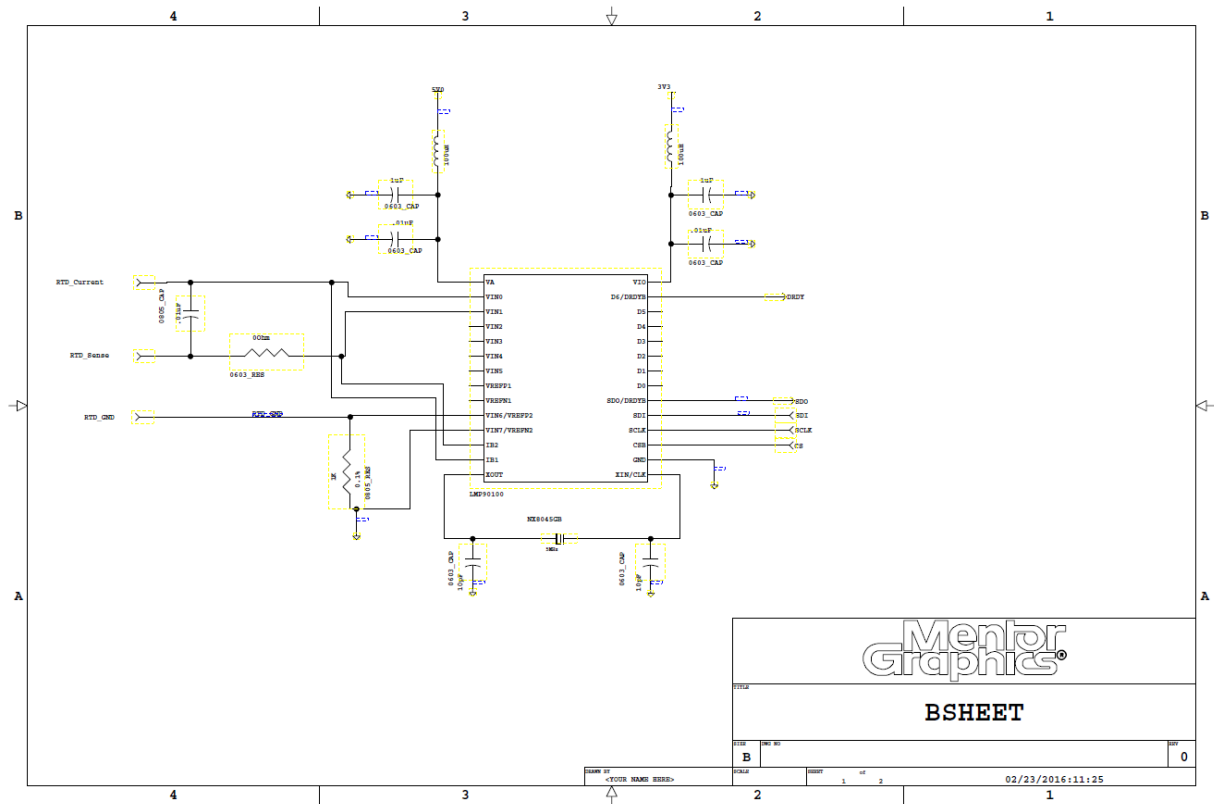 4 3 2 1
5V0 3V3
100uH 100uH
1uF 1uF
0603_CAP 0603_CAP
.01uF .01uF
0603_CAP 0603_CAP
B B
RTD_Current
0805_CAP
.01uF
RTD_Sense
0Ohm
0603_RES
RTD_GND RTD_GND
1K
0.1%
0805_RES
VA VIO
VIN0 D6/DRDYB DRDY
VIN1 D5
VIN2 D4
VIN3 D3
VIN4 D2
VIN5 D1
VREFP1 D0
VREFN1 SDO/DRDYB SDO
VIN6/VREFP2 SDI SDI
VIN7/VREFN2 SCLK SCLK
IB2 CSB CS
IB1 GND
XOUT XIN/CLK
LMP90100
NX8045GB
0603_CAP
10pF
0603_CAP
10pF
A A
Mentor
Graphics®
TITLE
BSHEET
SIZE DWG NO REV
B 0
DRAWN BY SCALE SHEET of
<YOUR NAME HERE> 1 2 02/23/2016:11:25
4 3 2 1